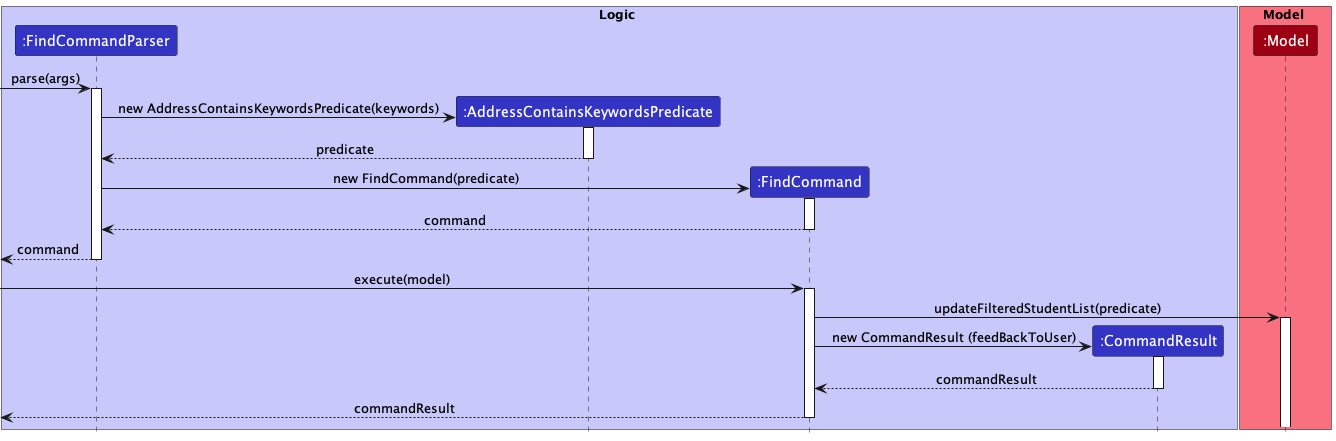 Logic
Model
:FindCommandParser
:Model
parse(args)
new AddressContainsKeywordsPredicate(keywords)
:AddressContainsKeywordsPredicate
predicate
new FindCommand(predicate)
:FindCommand
command
command
execute(model)
updateFilteredStudentList(predicate)
new CommandResult (feedBackToUser)
:CommandResult
commandResult
commandResult